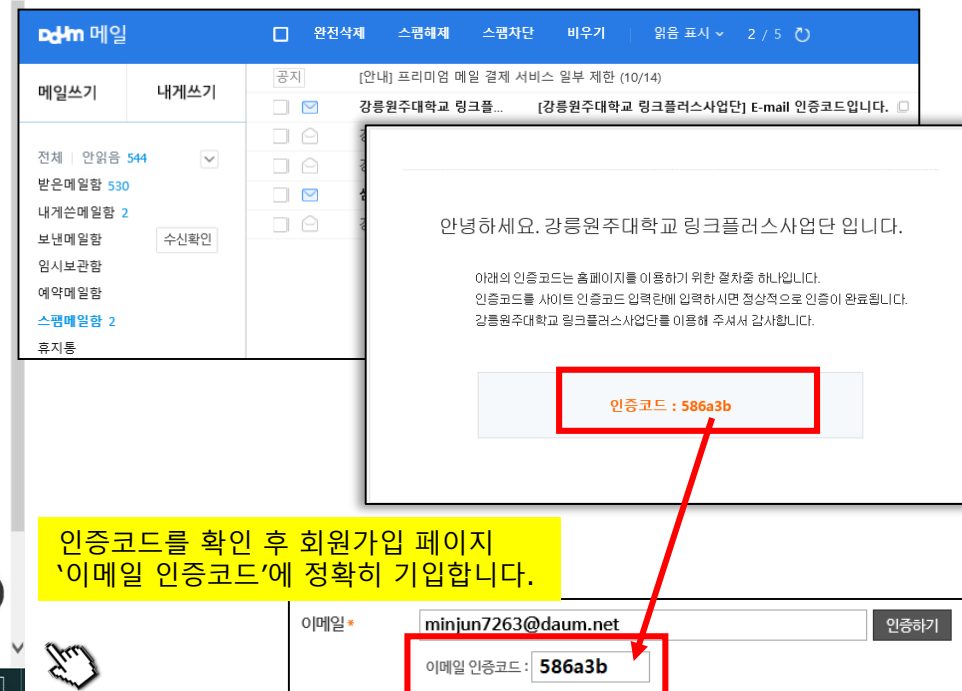 Daum 메일
완전삭제 스팸해제 스팸차단 비우기 읽음 표시 2 / 5
메일쓰기 내게쓰기
공지 [안내] 프리미엄 메일 결제 서비스 일부 제한 (10/14)
강릉원주대학교 링크플... [강릉원주대학교 링크플러스사업단] E-mail 인증코드입니다.
전체 | 안읽음 544
받은메일함 530
내게쓴메일함 2
보낸메일함 수신확인
임시보관함
예약메일함
스팸메일함 2
휴지통
안녕하세요. 강릉원주대학교 링크플러스사업단 입니다.
아래의 인증코드는 홈페이지를 이용하기 위한 절차중 하나입니다.
인증코드를 사이트 인증코드 입력란에 입력하시면 정상적으로 인증이 완료됩니다.
강릉원주대학교 링크플러스사업단를 이용해 주셔서 감사합니다.
인증코드 : 586a3b
인증코드를 확인 후 회원가입 페이지
‘이메일 인증코드’에 정확히 기입합니다.
이메일* minjun7263@daum.net 인증하기
이메일 인증코드 : 586a3b